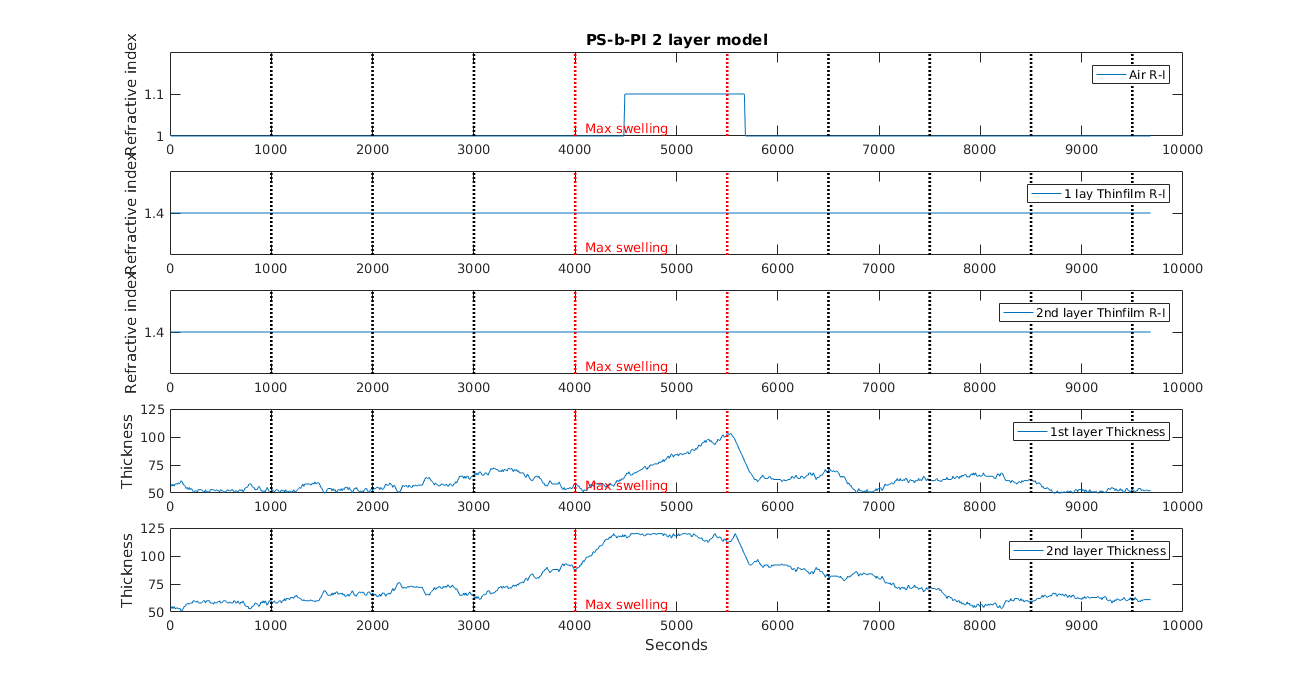 PS-b-PI 2 layer model
Refractive index
1.1
1
Air R-I
Max swelling
0 1000 2000 3000 4000 5000 6000 7000 8000 9000 10000
Refractive index
1.4
1 lay Thinfilm R-I
Max swelling
0 1000 2000 3000 4000 5000 6000 7000 8000 9000 10000
Refractive index
1.4
2nd layer Thinfilm R-I
Max swelling
0 1000 2000 3000 4000 5000 6000 7000 8000 9000 10000
Thickness
125
100
75
50
1st layer Thickness
Max swelling
0 1000 2000 3000 4000 5000 6000 7000 8000 9000 10000
Thickness
125
100
75
50
2nd layer Thickness
Max swelling
0 1000 2000 3000 4000 5000 6000 7000 8000 9000 10000
Seconds